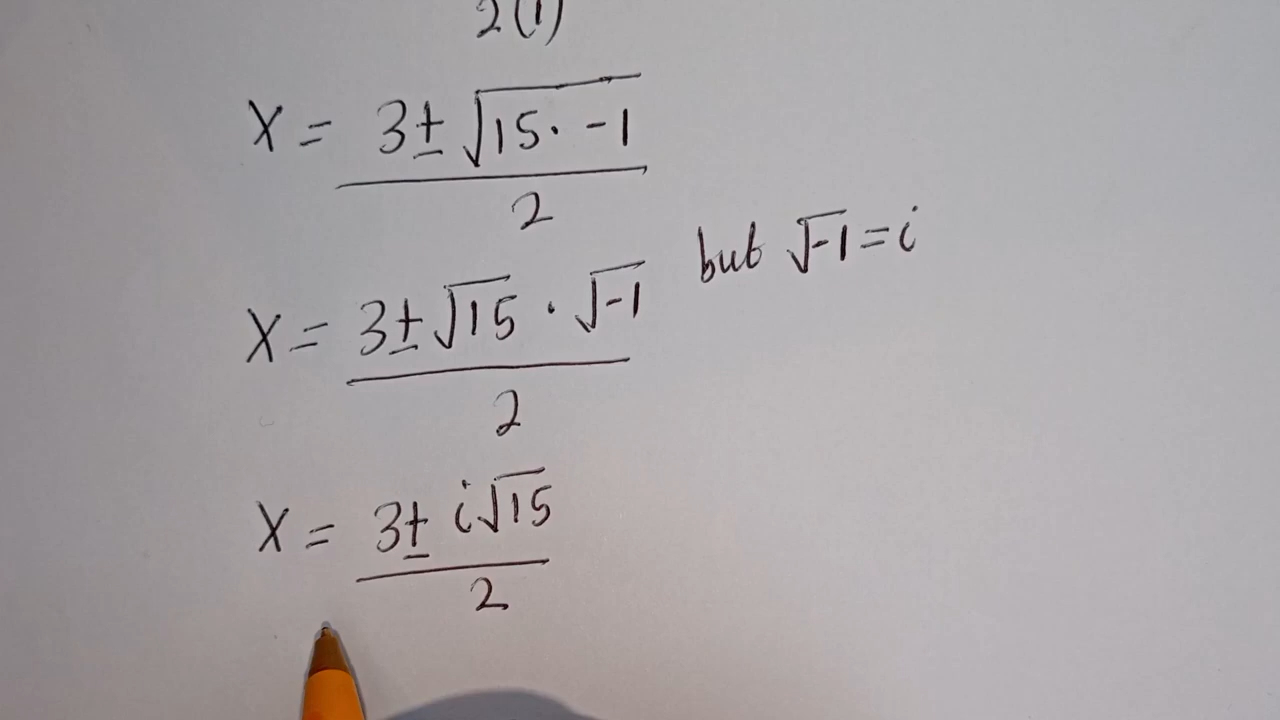 2(1)
X = 3±√15·-1
2
but √-1 = i
X = 3±√15 · √-1
2
X = 3± i√15
2